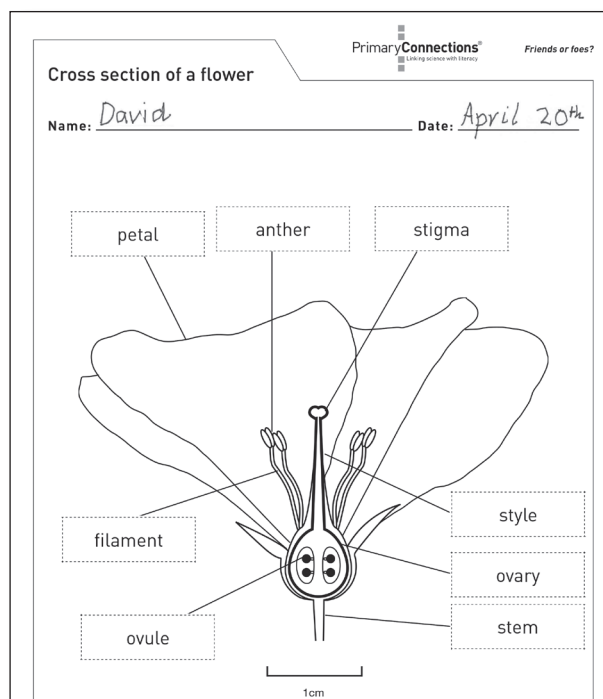 PrimaryConnections®
Linking science with literacy
Friends or foes?
Cross section of a flower
Name: David Date: April 20th
petal
anther
stigma
filament
style
ovary
ovule
stem
1cm